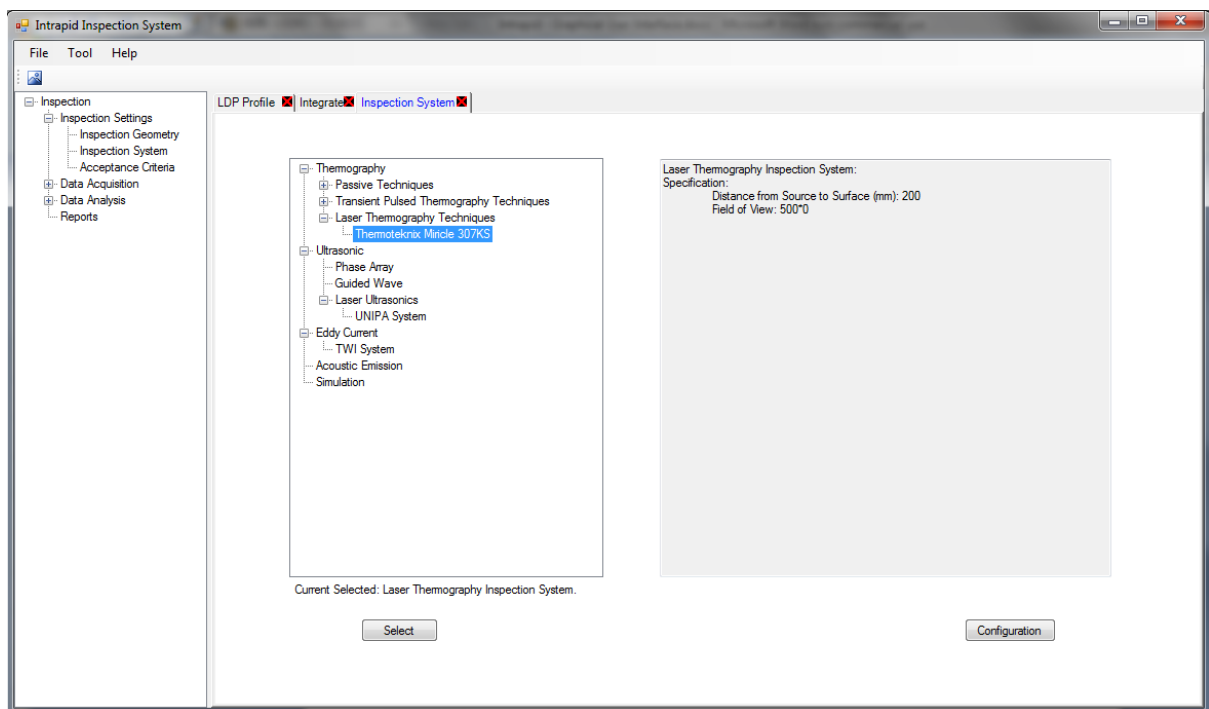 Intrapid Inspection System
File Tool Help
Inspection
Inspection Settings
Inspection Geometry
Inspection System
Acceptance Criteria
Data Acquisition
Data Analysis
Reports
LDP Profile Integrate Inspection System
Thermography
Passive Techniques
Transient Pulsed Thermography Techniques
Laser Thermography Techniques
Thermoteknix Miricle 307KS
Ultrasonic
Phase Array
Guided Wave
Laser Ultrasonics
UNIPA System
Eddy Current
TWI System
Acoustic Emission
Simulation
Current Selected: Laser Thermography Inspection System.
Select
Laser Thermography Inspection System:
Specification:
Distance from Source to Surface (mm): 200
Field of View: 500*0
Configuration